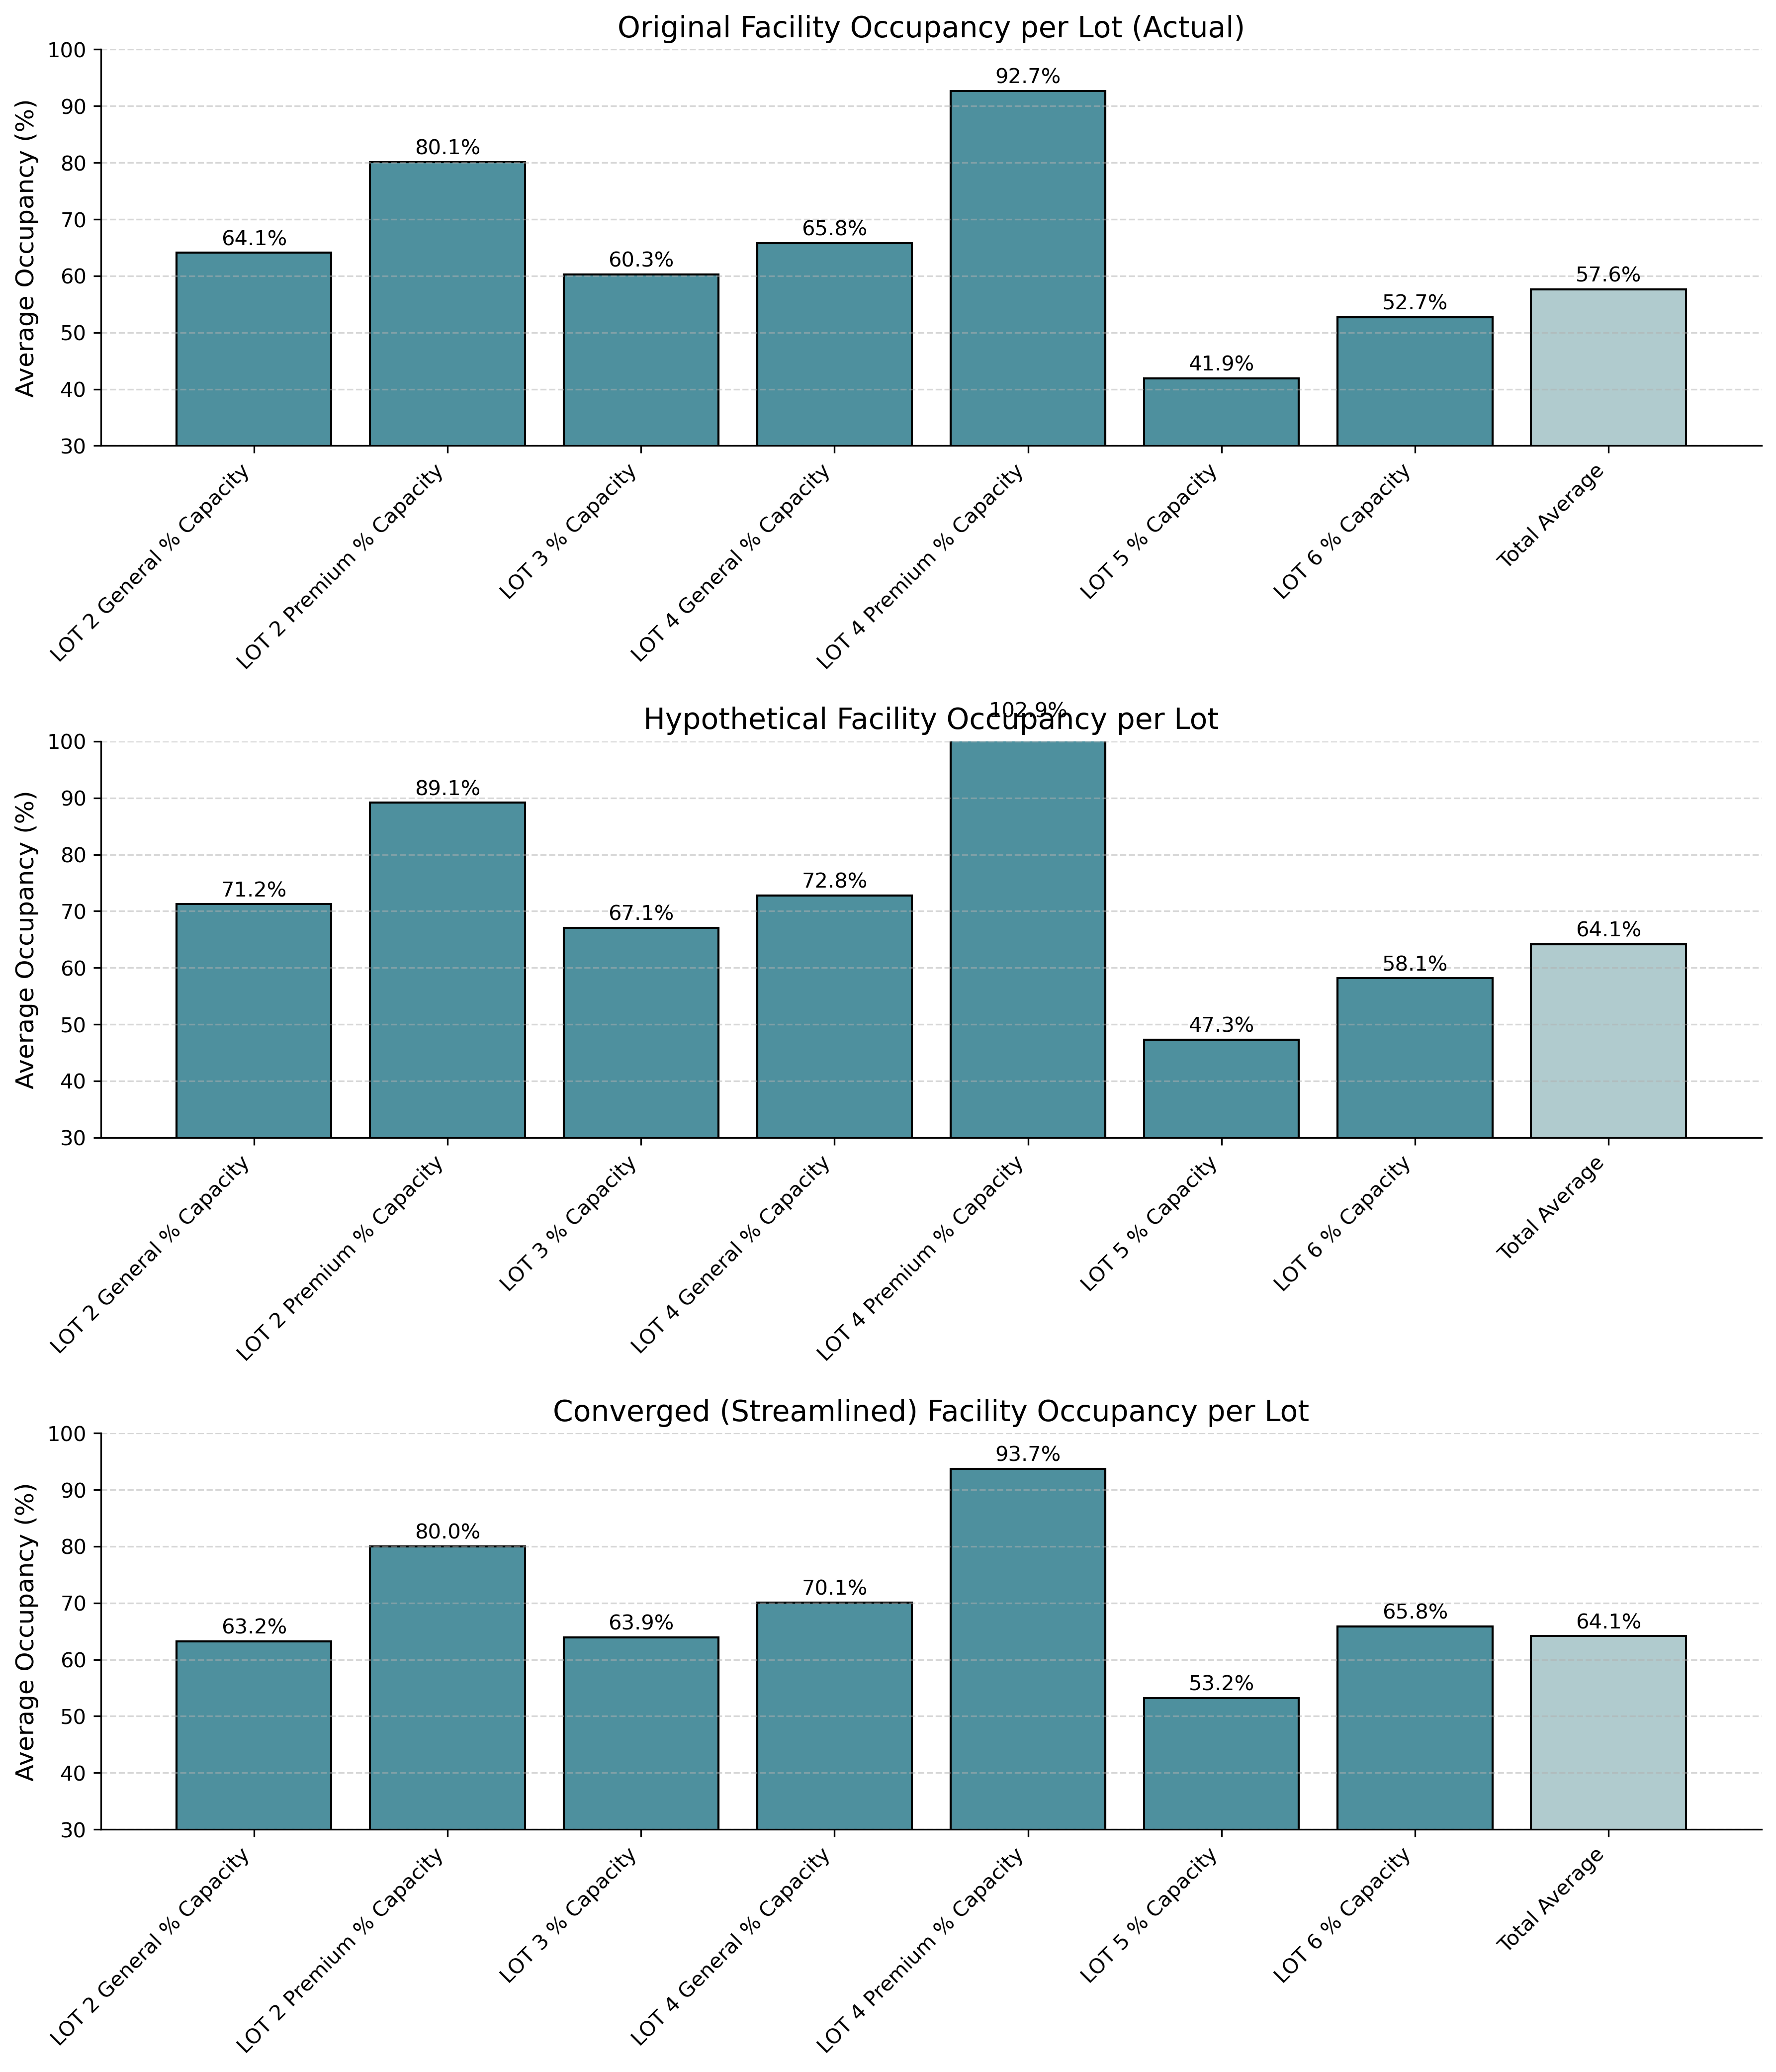 Original Facility Occupancy per Lot (Actual)
Average Occupancy (%)
100
90
80
70
60
50
40
30
64.1%
80.1%
60.3%
65.8%
92.7%
41.9%
52.7%
57.6%
LOT 2 General % Capacity
LOT 2 Premium % Capacity
LOT 3 % Capacity
LOT 4 General % Capacity
LOT 4 Premium % Capacity
LOT 5 % Capacity
LOT 6 % Capacity
Total Average
Hypothetical Facility Occupancy per Lot
Average Occupancy (%)
100
90
80
70
60
50
40
30
71.2%
89.1%
67.1%
72.8%
102.9%
47.3%
58.1%
64.1%
LOT 2 General % Capacity
LOT 2 Premium % Capacity
LOT 3 % Capacity
LOT 4 General % Capacity
LOT 4 Premium % Capacity
LOT 5 % Capacity
LOT 6 % Capacity
Total Average
Converged (Streamlined) Facility Occupancy per Lot
Average Occupancy (%)
100
90
80
70
60
50
40
30
63.2%
80.0%
63.9%
70.1%
93.7%
53.2%
65.8%
64.1%
LOT 2 General % Capacity
LOT 2 Premium % Capacity
LOT 3 % Capacity
LOT 4 General % Capacity
LOT 4 Premium % Capacity
LOT 5 % Capacity
LOT 6 % Capacity
Total Average